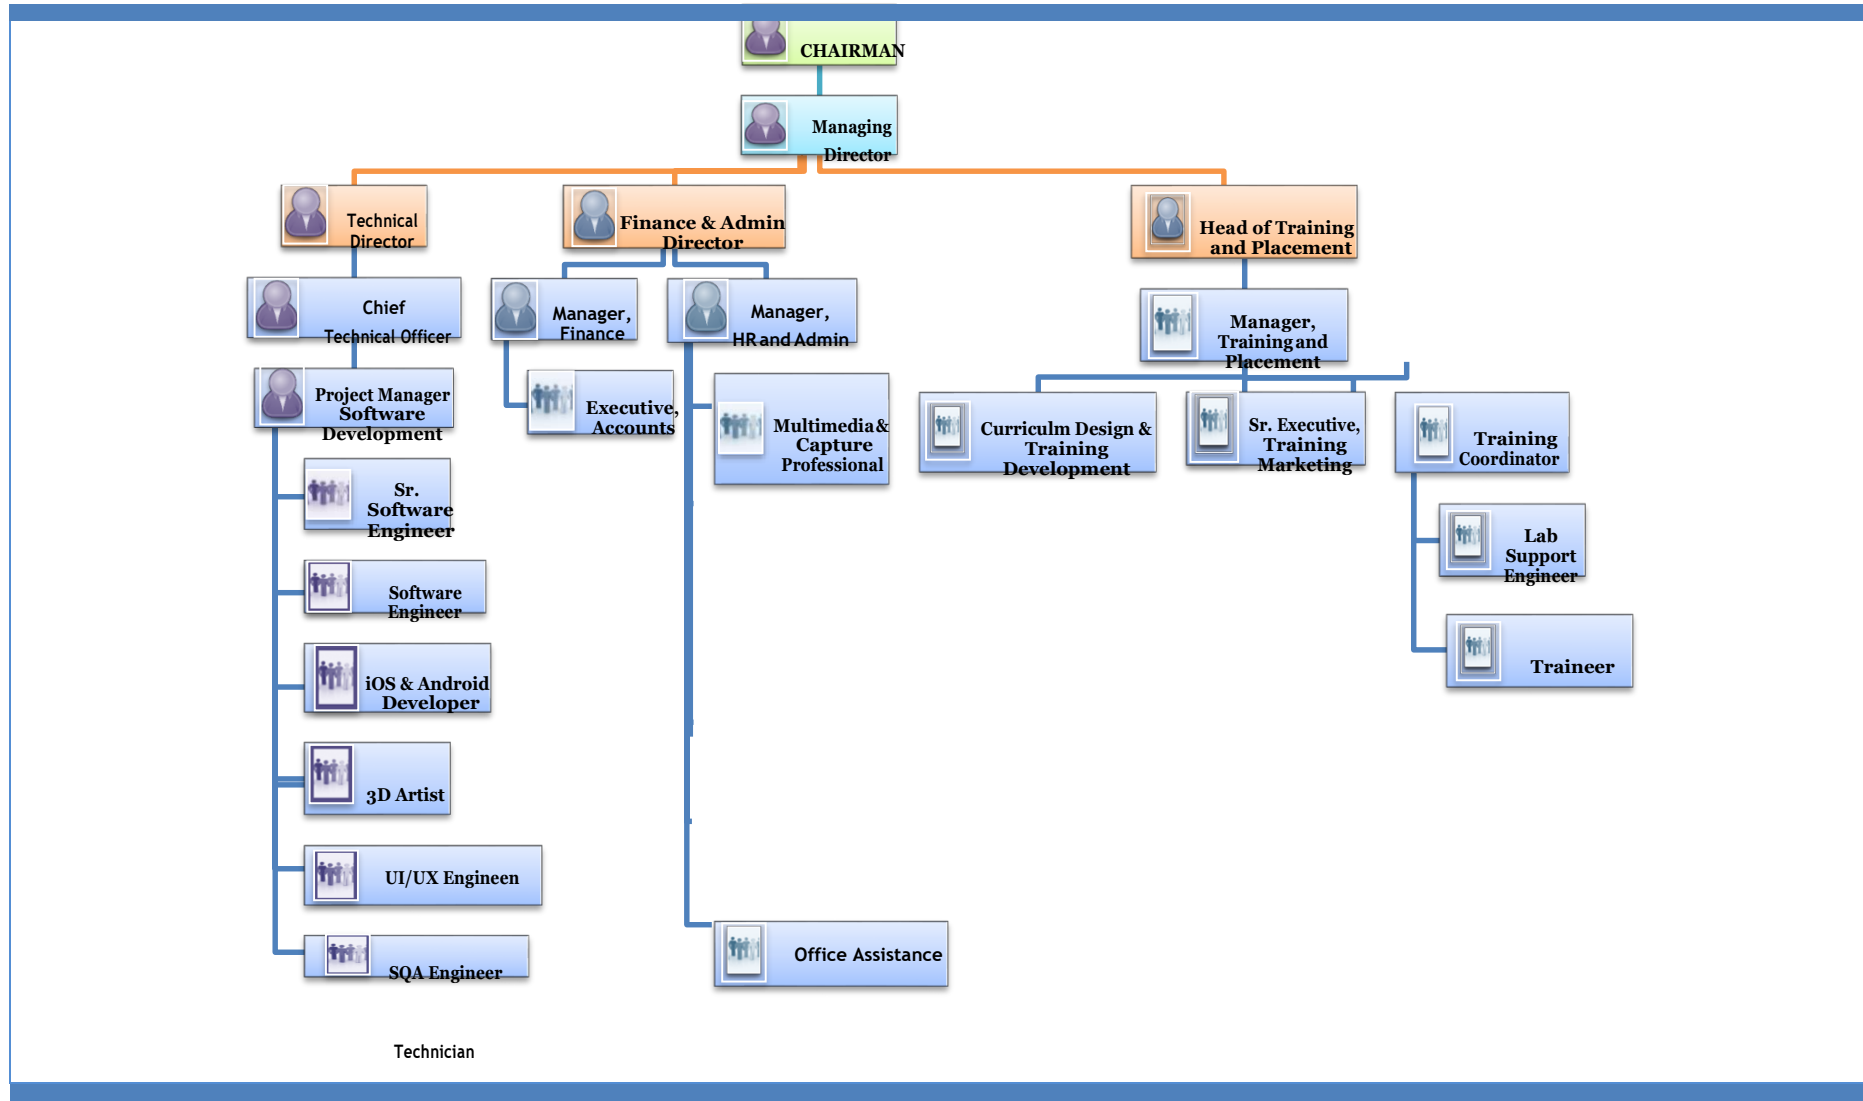 CHAIRMAN
Managing
Director
Technical
Director
Finance & Admin
Director
Head of Training
and Placement
Chief
Technical Officer
Manager,
Finance
Manager,
HR and Admin
Manager,
Training and
Placement
Project Manager
Software
Development
Executive,
Accounts
Multimedia &
Capture
Professional
Curriculm Design &
Training
Development
Sr. Executive,
Training
Marketing
Training
Coordinator
Sr.
Software
Engineer
Lab
Support
Engineer
Software
Engineer
Traineer
iOS & Android
Developer
3D Artist
UI/UX Engineen
Office Assistance
SQA Engineer
Technician